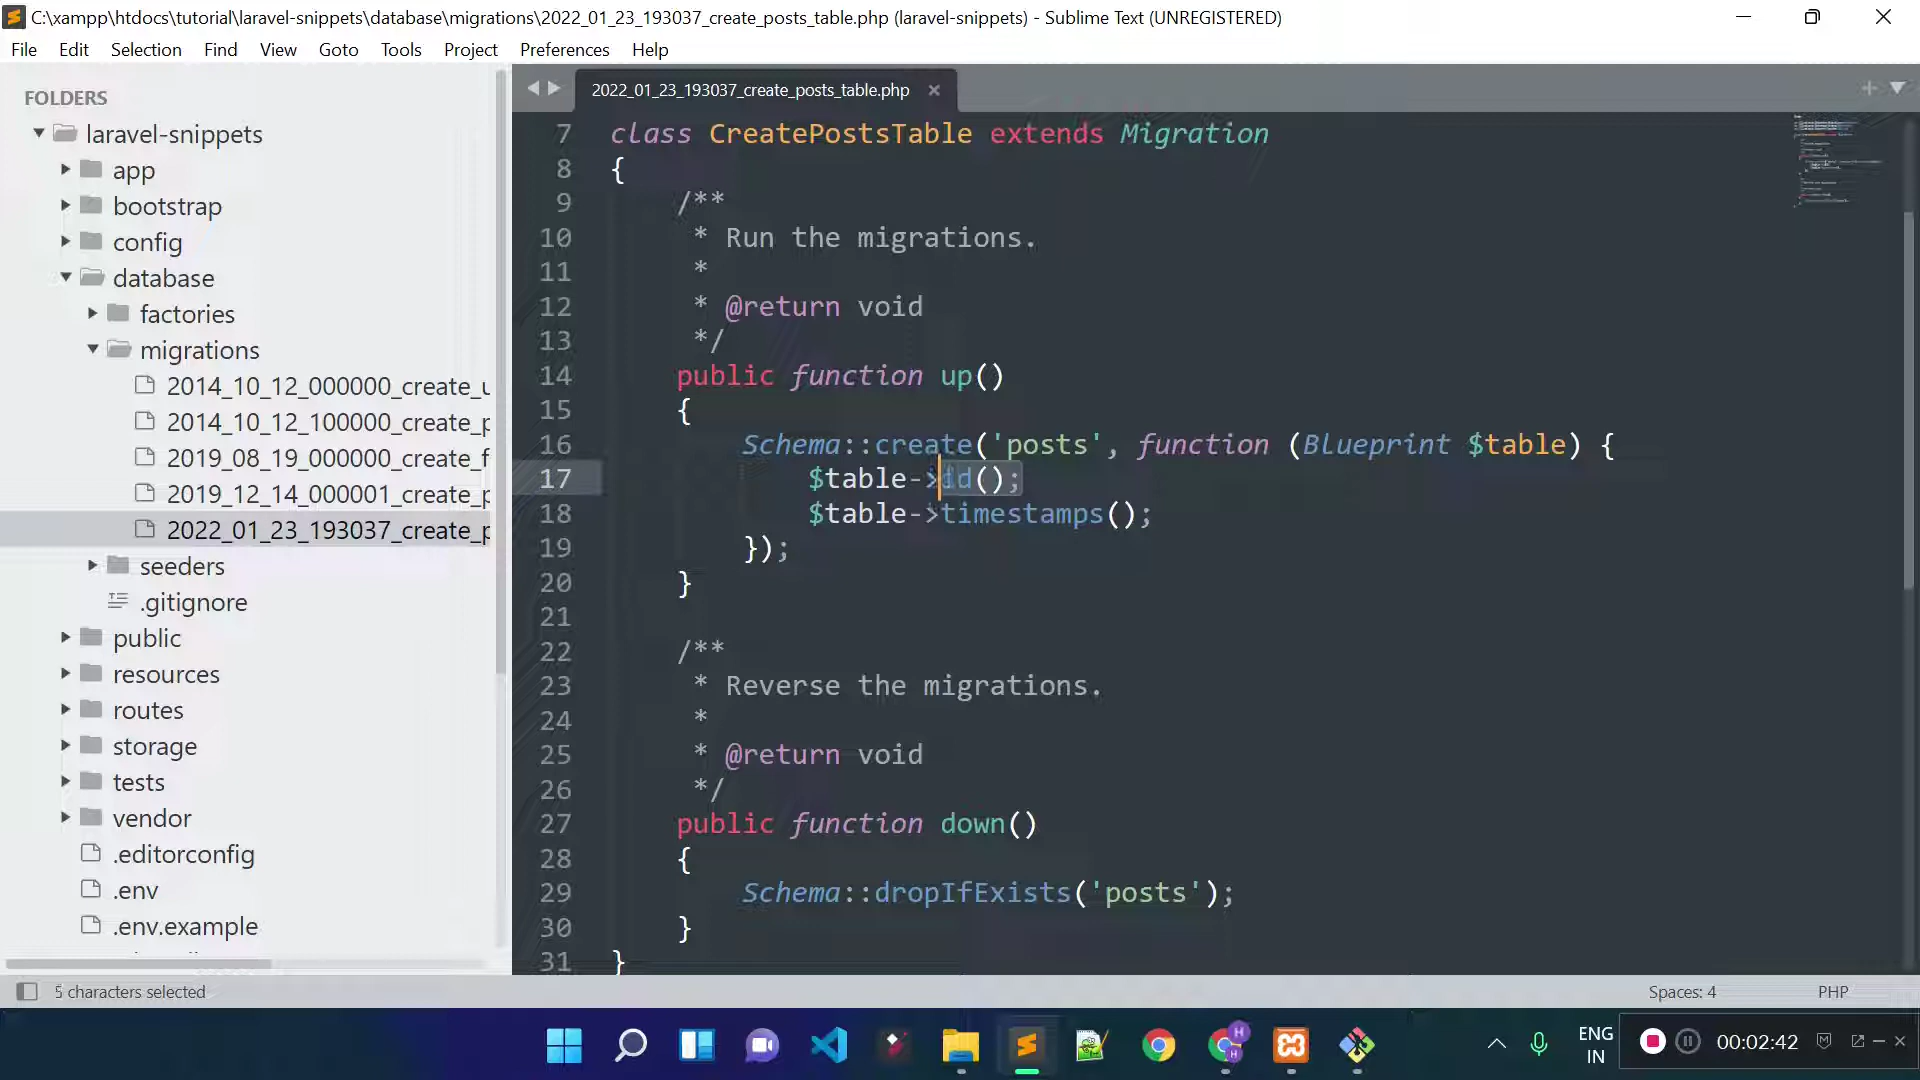 C:\xampp\htdocs\tutorial\laravel-snippets\database\migrations\2022_01_23_193037_create_posts_table.php (laravel-snippets) - Sublime Text (UNREGISTERED)
File Edit Selection Find View Goto Tools Project Preferences Help
FOLDERS
laravel-snippets
app
bootstrap
config
database
factories
migrations
2014_10_12_000000_create_u
2014_10_12_100000_create_p
2019_08_19_000000_create_f
2019_12_14_000001_create_p
2022_01_23_193037_create_p
seeders
.gitignore
public
resources
routes
storage
tests
vendor
.editorconfig
.env
.env.example
2022_01_23_193037_create_posts_table.php
7 class CreatePostsTable extends Migration
8 {
9 /**
10 * Run the migrations.
11 *
12 * @return void
13 */
14 public function up()
15 {
16 Schema::create('posts', function (Blueprint $table) {
17 $table->id();
18 $table->timestamps();
19 });
20 }
21
22 /**
23 * Reverse the migrations.
24 *
25 * @return void
26 */
27 public function down()
28 {
29 Schema::dropIfExists('posts');
30 }
31 }
5 characters selected
Spaces: 4
PHP
ENG
IN
00:02:42